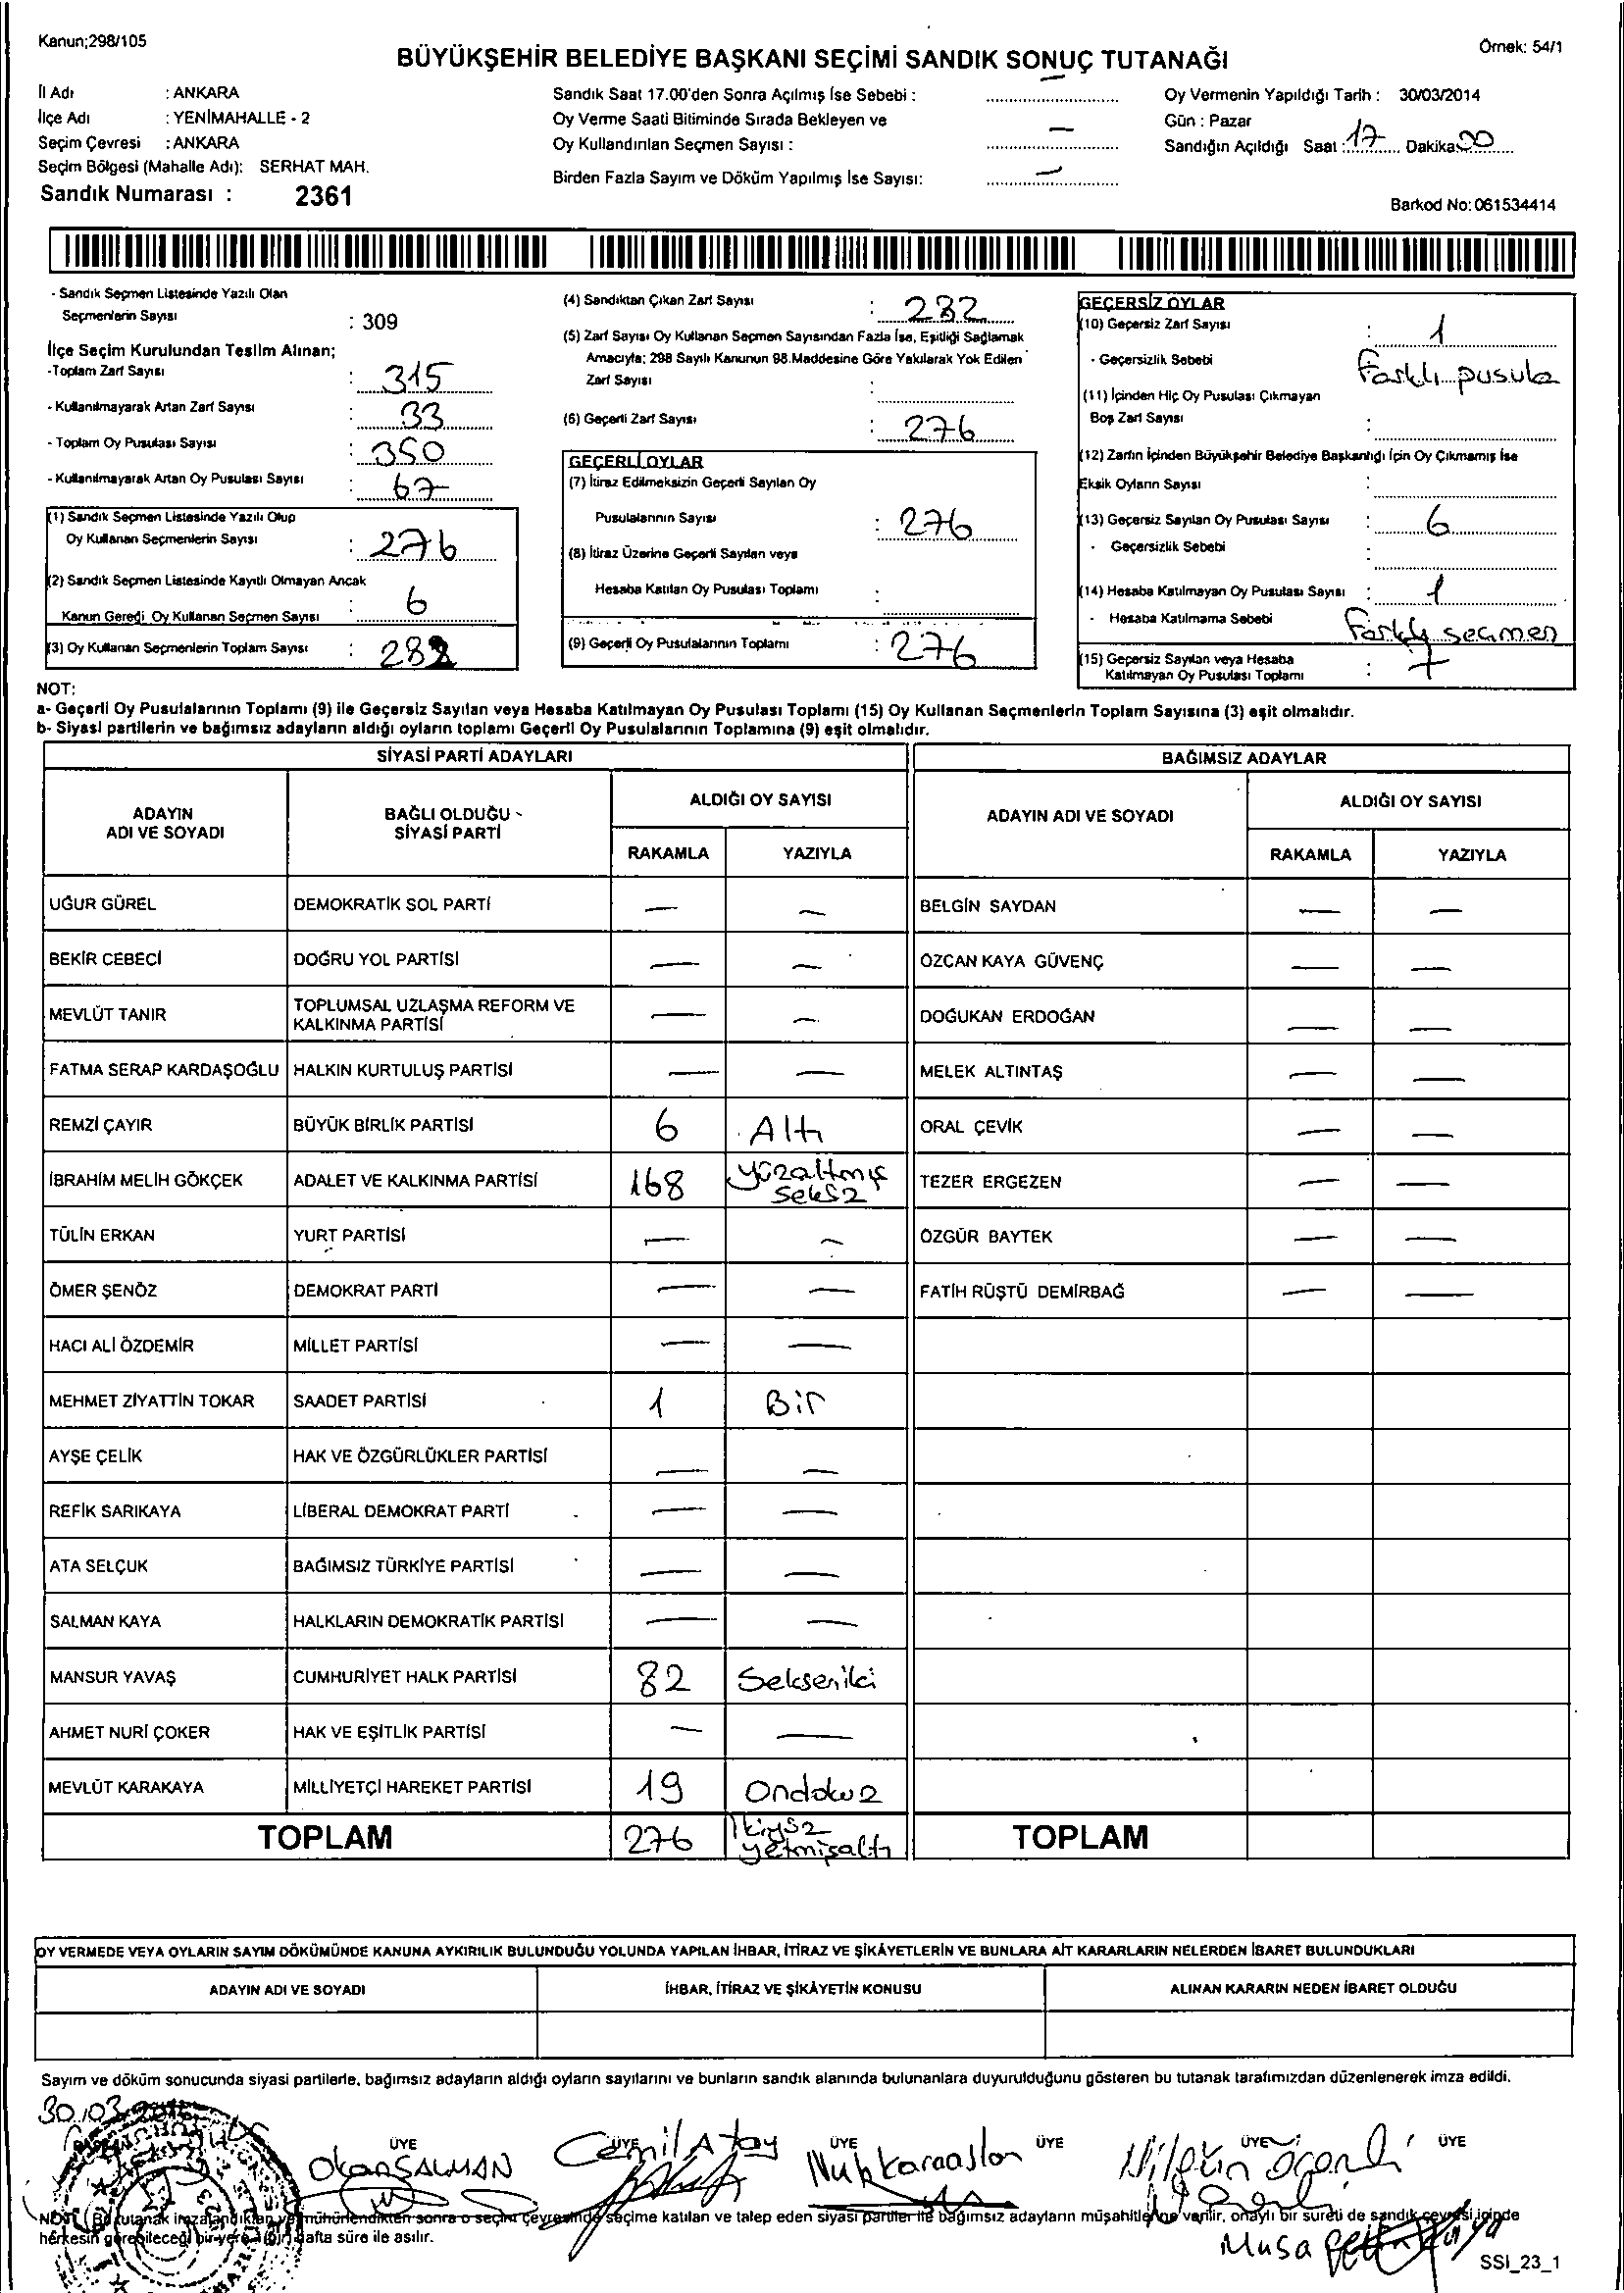 Kanun;298/105
BÜYÜKŞEHİR BELEDİYE BAŞKANI SEÇİMİ SANDIK SONUÇ TUTANAĞI
Örnek: 54/1
İl Adı : ANKARA
İlçe Adı : YENİMAHALLE - 2
Seçim Çevresi : ANKARA
Seçim Bölgesi (Mahalle Adı): SERHAT MAH.
Sandık Numarası : 2361
Sandık Saat 17.00'den Sonra Açılmış İse Sebebi : —
Oy Verme Saati Bitiminde Sırada Bekleyen ve
Oy Kullandırılan Seçmen Sayısı : —
Birden Fazla Sayım ve Döküm Yapılmış İse Sayısı: —
Oy Vermenin Yapıldığı Tarih : 30/03/2014
Gün : Pazar
Sandığın Açıldığı Saat : 17 Dakika 00
Barkod No: 061534414
- Sandık Seçmen Listesinde Yazılı Olan
Seçmenlerin Sayısı : 309
İlçe Seçim Kurulundan Teslim Alınan;
-Toplam Zarf Sayısı : 315
- Kullanılmayarak Artan Zarf Sayısı : 33
- Toplam Oy Pusulası Sayısı : 350
- Kullanılmayarak Artan Oy Pusulası Sayısı : 67
(1) Sandık Seçmen Listesinde Yazılı Olup
Oy Kullanan Seçmenlerin Sayısı : 276
(2) Sandık Seçmen Listesinde Kayıtlı Olmayan Ancak
Kanun Gereği Oy Kullanan Seçmen Sayısı : 6
(3) Oy Kullanan Seçmenlerin Toplam Sayısı : 282
(4) Sandıktan Çıkan Zarf Sayısı : 282
(5) Zarf Sayısı Oy Kullanan Seçmen Sayısından Fazla İse, Eşitliği Sağlamak
Amacıyla; 298 Sayılı Kanunun 98.Maddesine Göre Yakılarak Yok Edilen
Zarf Sayısı :
(6) Geçerli Zarf Sayısı : 276
GEÇERLİ OYLAR
(7) İtiraz Edilmeksizin Geçerli Sayılan Oy
Pusulalarının Sayısı : 276
(8) İtiraz Üzerine Geçerli Sayılan veya
Hesaba Katılan Oy Pusulası Toplamı :
(9) Geçerli Oy Pusulalarının Toplamı : 276
GEÇERSİZ OYLAR
(10) Geçersiz Zarf Sayısı : 1
- Geçersizlik Sebebi Farklı pusula
(11) İçinden Hiç Oy Pusulası Çıkmayan
Boş Zarf Sayısı :
(12) Zarfın İçinden Büyükşehir Belediye Başkanlığı İçin Oy Çıkmamış İse
Eksik Oyların Sayısı :
(13) Geçersiz Sayılan Oy Pusulası Sayısı : 6
- Geçersizlik Sebebi :
(14) Hesaba Katılmayan Oy Pusulası Sayısı : 1
- Hesaba Katılmama Sebebi Farklı seçmen
(15) Geçersiz Sayılan veya Hesaba
Katılmayan Oy Pusulası Toplamı : 7
NOT:
a- Geçerli Oy Pusulalarının Toplamı (9) ile Geçersiz Sayılan veya Hesaba Katılmayan Oy Pusulası Toplamı (15) Oy Kullanan Seçmenlerin Toplam Sayısına (3) eşit olmalıdır.
b- Siyasi partilerin ve bağımsız adayların aldığı oyların toplamı Geçerli Oy Pusulalarının Toplamına (9) eşit olmalıdır.
SİYASİ PARTİ ADAYLARI
BAĞIMSIZ ADAYLAR
ADAYIN ADI VE SOYADI
BAĞLI OLDUĞU SİYASİ PARTİ
ALDIĞI OY SAYISI
RAKAMLA YAZIYLA
ADAYIN ADI VE SOYADI
ALDIĞI OY SAYISI
RAKAMLA YAZIYLA
UĞUR GÜREL DEMOKRATİK SOL PARTİ — — BELGİN SAYDAN — —
BEKİR CEBECİ DOĞRU YOL PARTİSİ — — ÖZCAN KAYA GÜVENÇ — —
MEVLÜT TANIR TOPLUMSAL UZLAŞMA REFORM VE KALKINMA PARTİSİ — — DOĞUKAN ERDOĞAN — —
FATMA SERAP KARDAŞOĞLU HALKIN KURTULUŞ PARTİSİ — — MELEK ALTINTAŞ — —
REMZİ ÇAYIR BÜYÜK BİRLİK PARTİSİ 6 Altı ORAL ÇEVİK — —
İBRAHİM MELİH GÖKÇEK ADALET VE KALKINMA PARTİSİ 168 yüzaltmış seksz TEZER ERGEZEN — —
TÜLİN ERKAN YURT PARTİSİ — — ÖZGÜR BAYTEK — —
ÖMER ŞENÖZ DEMOKRAT PARTİ — — FATİH RÜŞTÜ DEMİRBAĞ — —
HACI ALİ ÖZDEMİR MİLLET PARTİSİ — —
MEHMET ZİYATTİN TOKAR SAADET PARTİSİ 1 Bir
AYŞE ÇELİK HAK VE ÖZGÜRLÜKLER PARTİSİ — —
REFİK SARIKAYA LİBERAL DEMOKRAT PARTİ — —
ATA SELÇUK BAĞIMSIZ TÜRKİYE PARTİSİ — —
SALMAN KAYA HALKLARIN DEMOKRATİK PARTİSİ — —
MANSUR YAVAŞ CUMHURİYET HALK PARTİSİ 82 Sekseniki
AHMET NURİ ÇOKER HAK VE EŞİTLİK PARTİSİ — —
MEVLÜT KARAKAYA MİLLİYETÇİ HAREKET PARTİSİ 19 Ondokuz
TOPLAM 276 İkiyüz yetmişaltı TOPLAM
OY VERMEDE VEYA OYLARIN SAYIM DÖKÜMÜNDE KANUNA AYKIRILIK BULUNDUĞU YOLUNDA YAPILAN İHBAR, İTİRAZ VE ŞİKÂYETLERİN VE BUNLARA AİT KARARLARIN NELERDEN İBARET BULUNDUKLARI
ADAYIN ADI VE SOYADI
İHBAR, İTİRAZ VE ŞİKÂYETİN KONUSU
ALINAN KARARIN NEDEN İBARET OLDUĞU
Sayım ve döküm sonucunda siyasi partilerle, bağımsız adayların aldığı oyların sayılarını ve bunların sandık alanında bulunanlara duyurulduğunu gösteren bu tutanak tarafımızdan düzenlenerek imza edildi.
30.03.
ÜYE ÜYE ÜYE ÜYE ÜYE ÜYE
Okan SALMAN Cemil Atay Nuh Karaaslan Nilgün
NOT: Bu tutanak imzalandıktan ve mühürlendikten sonra o seçim çevresinde seçime katılan ve talep eden siyasi partiler ile bağımsız adayların müşahitlerine verilir, onaylı bir sureti de sandık çevresi içinde
herkesin görebileceği bir yere 1 (bir) hafta süre ile asılır.
Musa
SSI_23_1